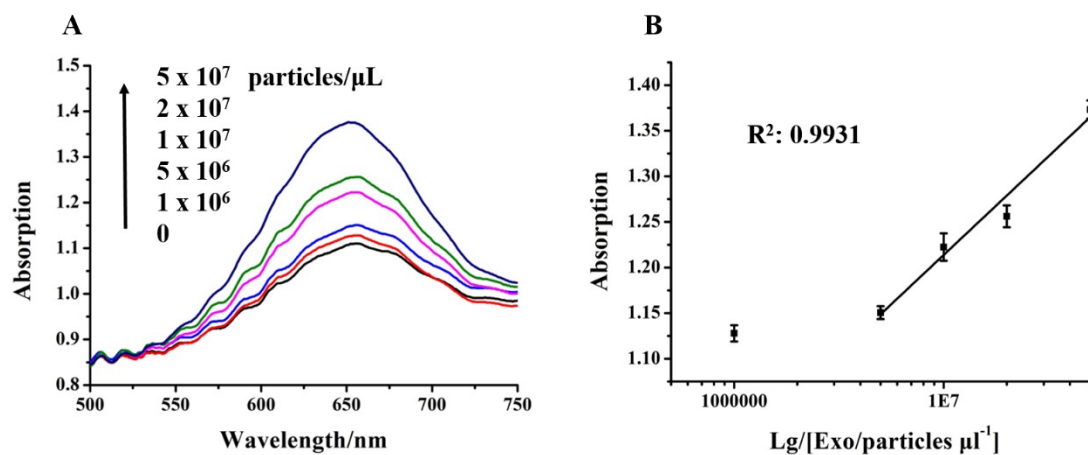 A
5 x 10⁷ particles/µL
2 x 10⁷
1 x 10⁷
5 x 10⁶
1 x 10⁶
0
1.5
1.4
1.3
1.2
1.1
1.0
0.9
0.8
Absorption
500 550 600 650 700 750
Wavelength/nm
B
R²: 0.9931
1.40
1.35
1.30
1.25
1.20
1.15
1.10
Absorption
1000000 1E7
Lg/[Exo/particles µl⁻¹]